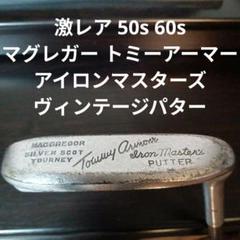 激レア 50s 60s
マグレガー トミーアーマー
アイロンマスターズ
ヴィンテージパター
MACGREGOR
SILVER SCOT
TOURNEY
Tommy Armour
Iron Master
PUTTER